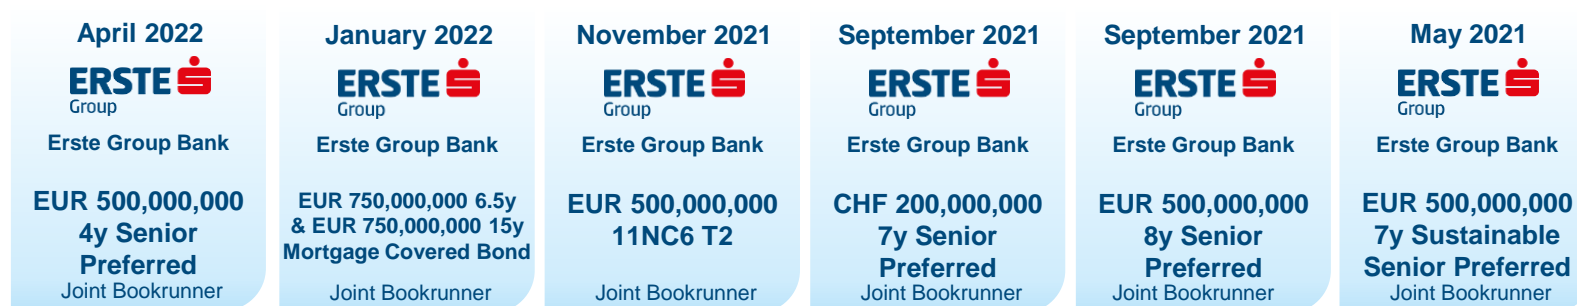 April 2022
ERSTE
Group
Erste Group Bank
EUR 500,000,000
4y Senior
Preferred
Joint Bookrunner
January 2022
ERSTE
Group
Erste Group Bank
EUR 750,000,000 6.5y
& EUR 750,000,000 15y
Mortgage Covered Bond
Joint Bookrunner
November 2021
ERSTE
Group
Erste Group Bank
EUR 500,000,000
11NC6 T2
Joint Bookrunner
September 2021
ERSTE
Group
Erste Group Bank
CHF 200,000,000
7y Senior
Preferred
Joint Bookrunner
September 2021
ERSTE
Group
Erste Group Bank
EUR 500,000,000
8y Senior
Preferred
Joint Bookrunner
May 2021
ERSTE
Group
Erste Group Bank
EUR 500,000,000
7y Sustainable
Senior Preferred
Joint Bookrunner